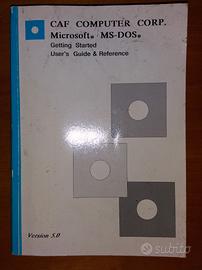 CAF COMPUTER CORP.
Microsoft® MS-DOS®
Getting Started
User's Guide & Reference
Version 5.0
subito